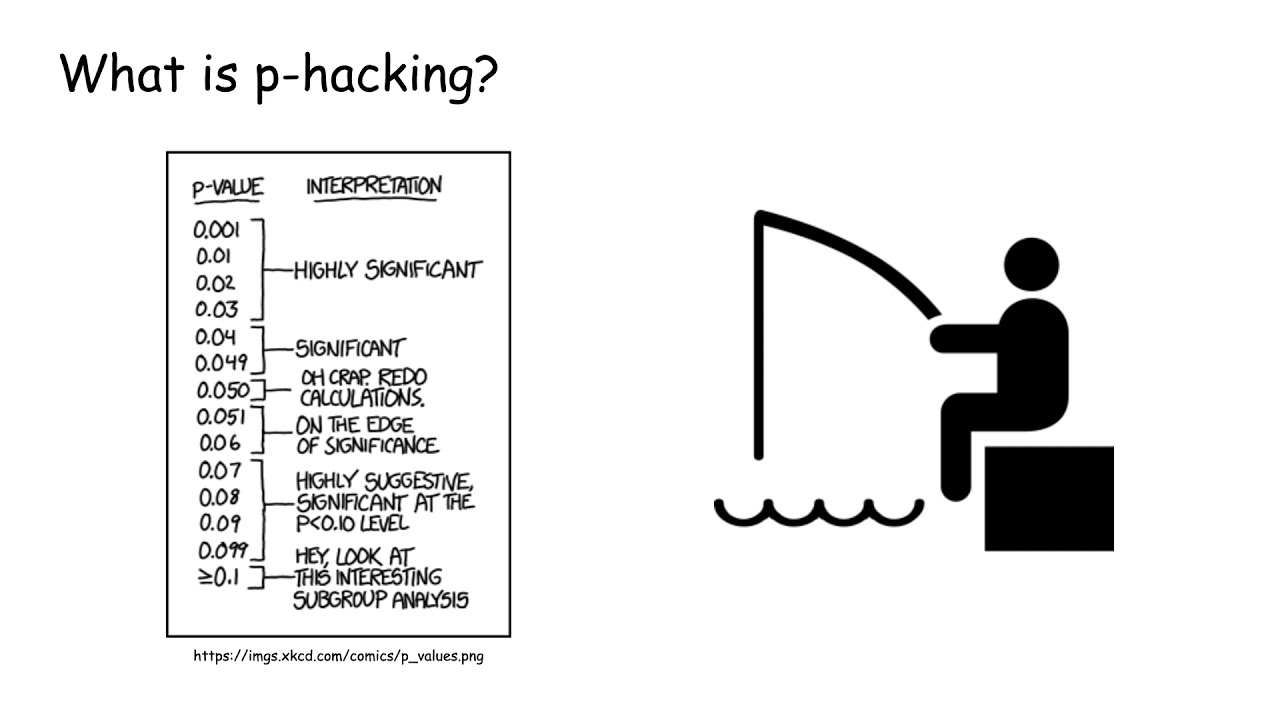 What is p-hacking?
P-VALUE INTERPRETATION
0.001
0.01
0.02
0.03
HIGHLY SIGNIFICANT
0.04
0.049
SIGNIFICANT
0.050
OH CRAP. REDO
CALCULATIONS.
0.051
0.06
ON THE EDGE
OF SIGNIFICANCE
0.07
0.08
0.09
0.099
HIGHLY SUGGESTIVE,
SIGNIFICANT AT THE
P<0.10 LEVEL
≥0.1
HEY, LOOK AT
THIS INTERESTING
SUBGROUP ANALYSIS
https://imgs.xkcd.com/comics/p_values.png